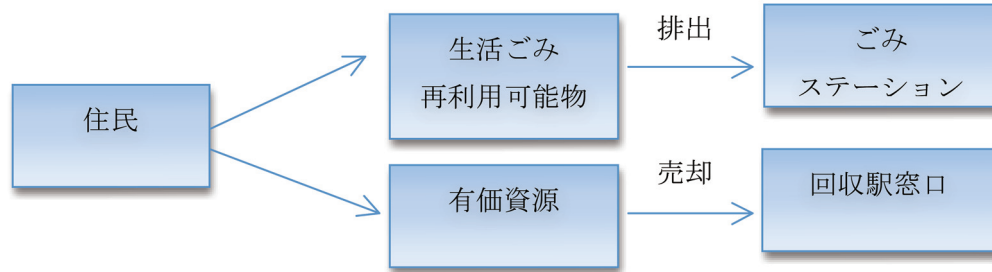 住民
生活ごみ
再利用可能物
排出
ごみ
ステーション
有価資源
売却
回収駅窓口